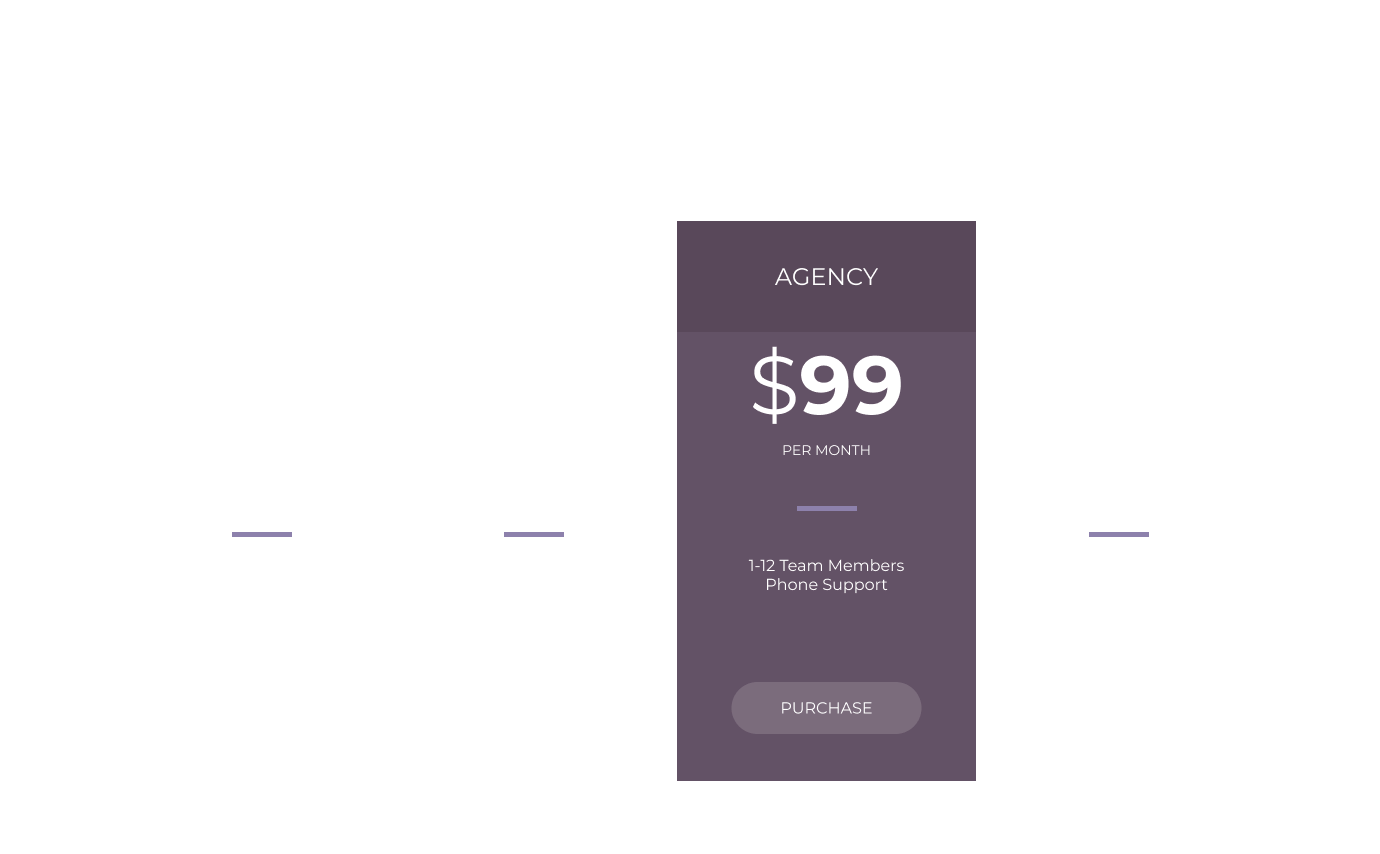 AGENCY
$99
PER MONTH
1-12 Team Members
Phone Support
PURCHASE